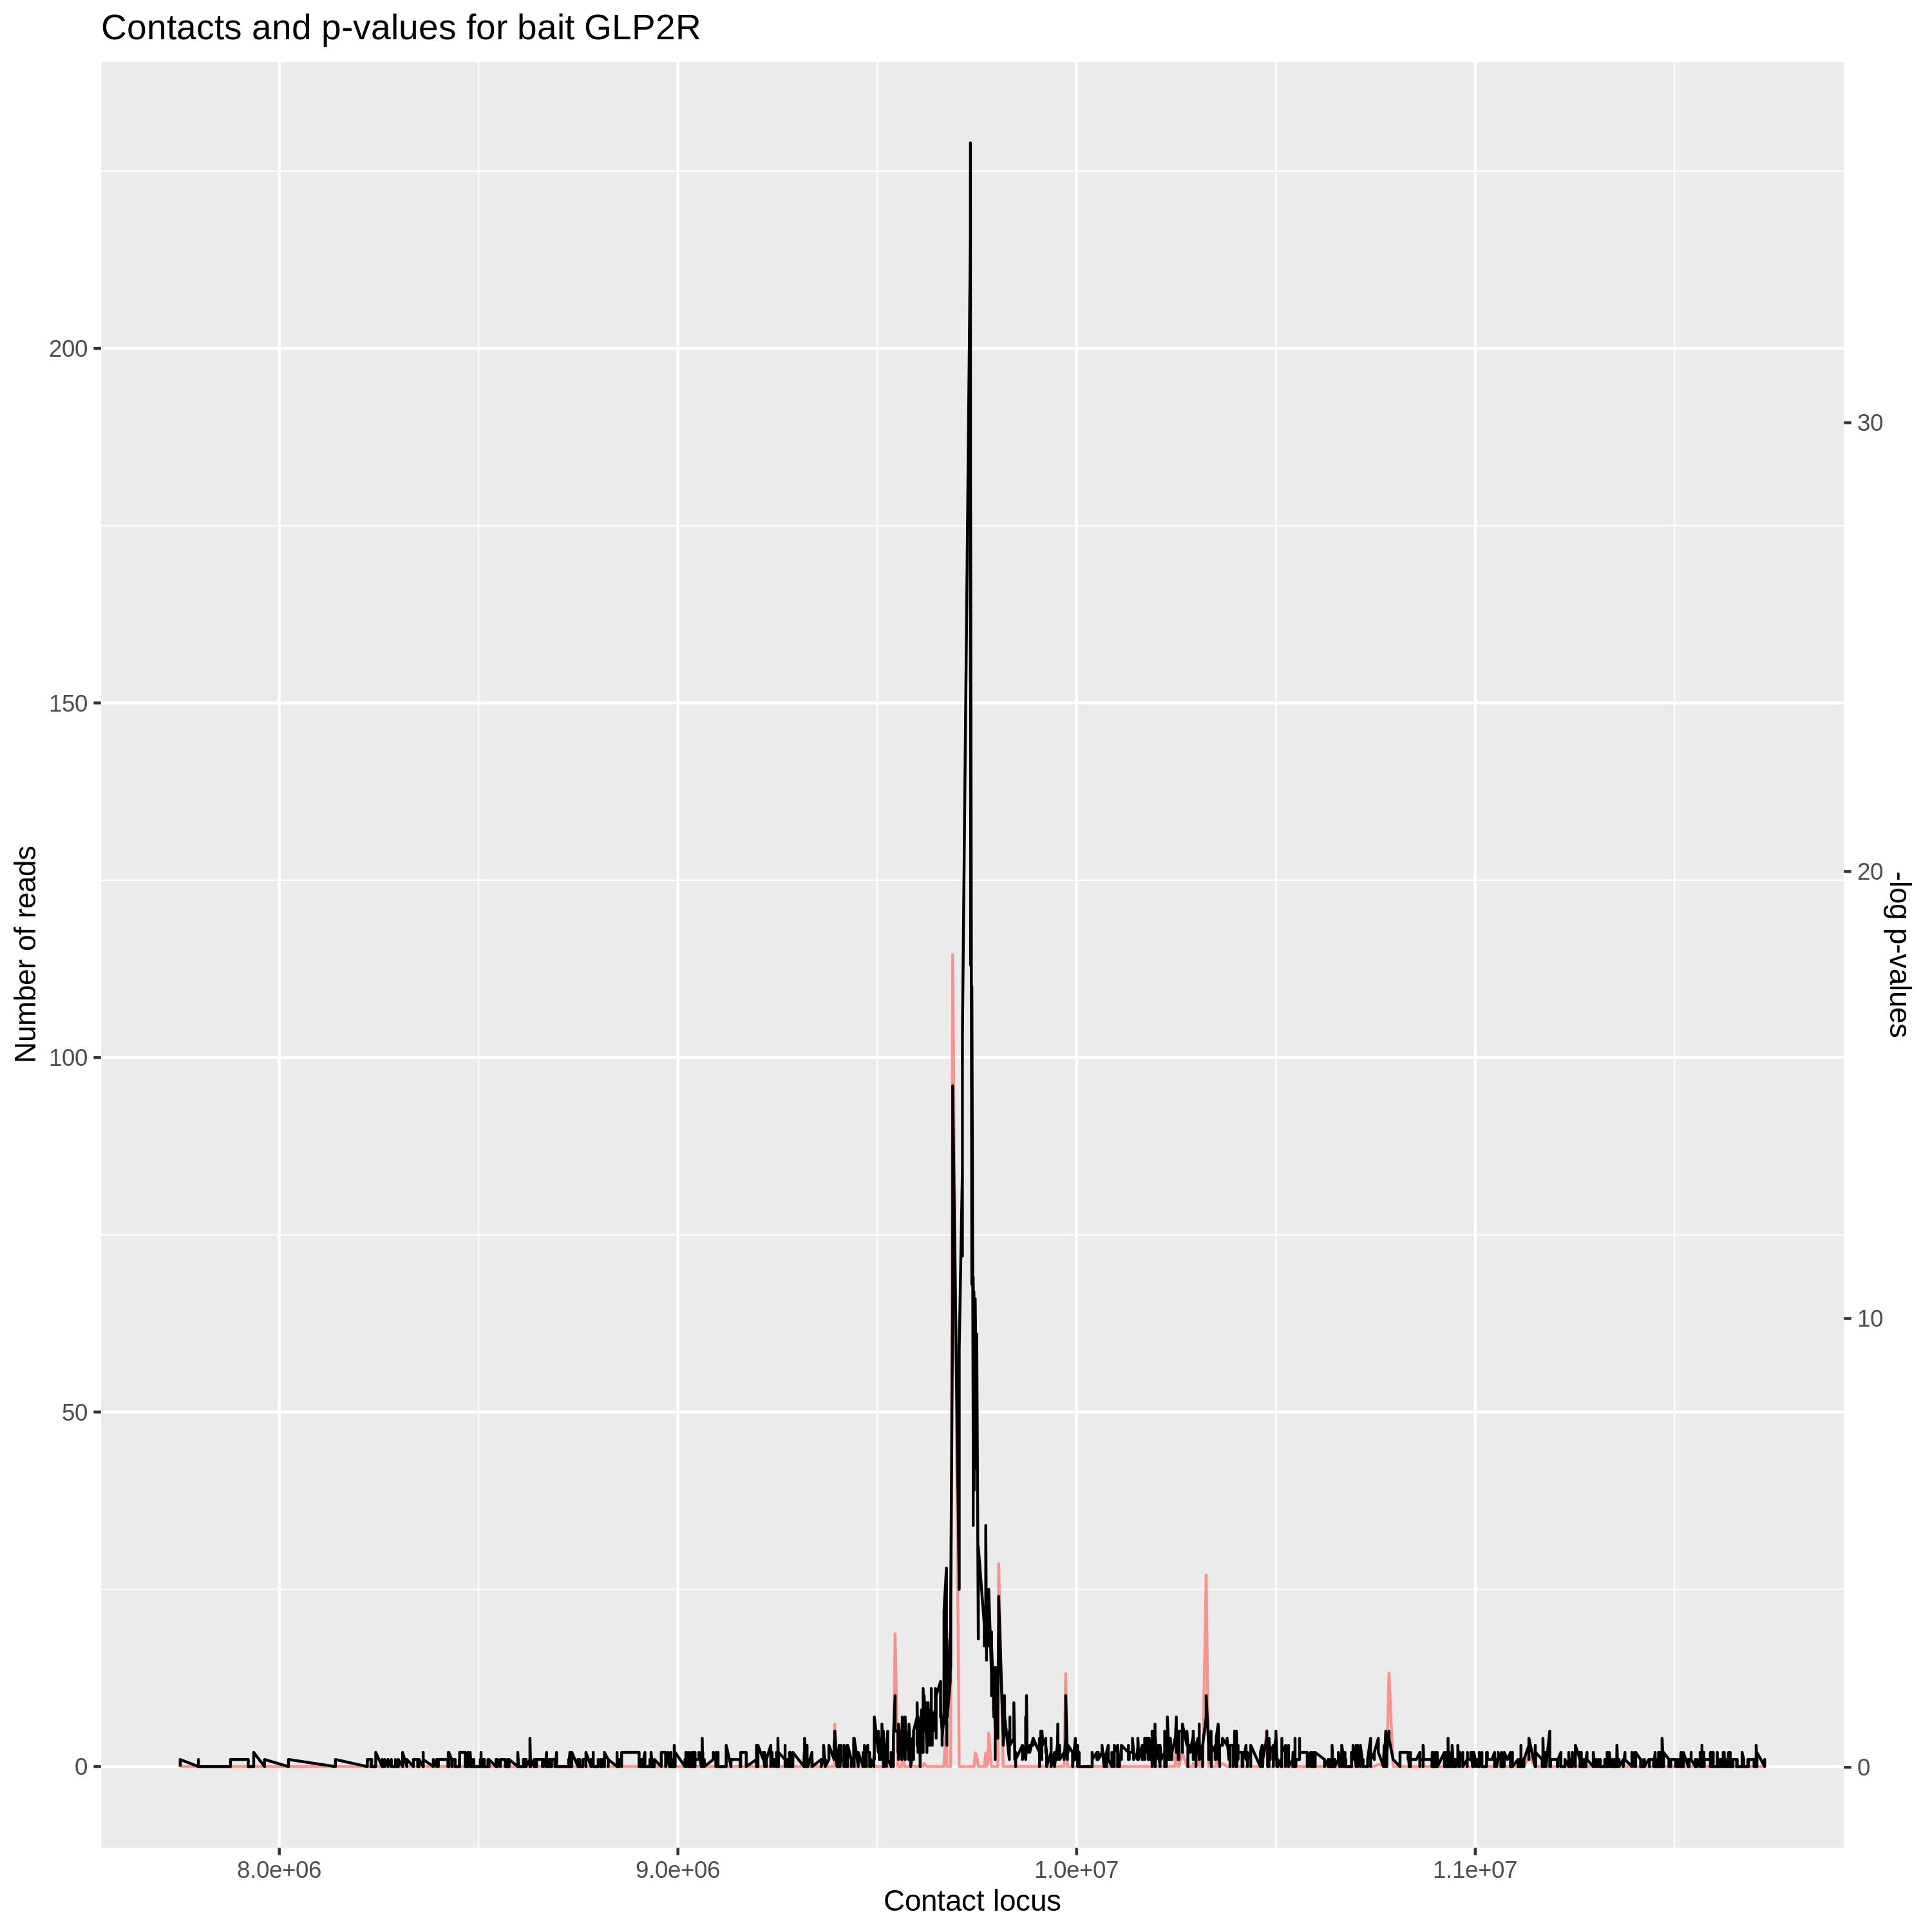 Contacts and p-values for bait GLP2R
Number of reads
200
150
100
50
0
30
20
10
0
-log p-values
8.0e+06 9.0e+06 1.0e+07 1.1e+07
Contact locus